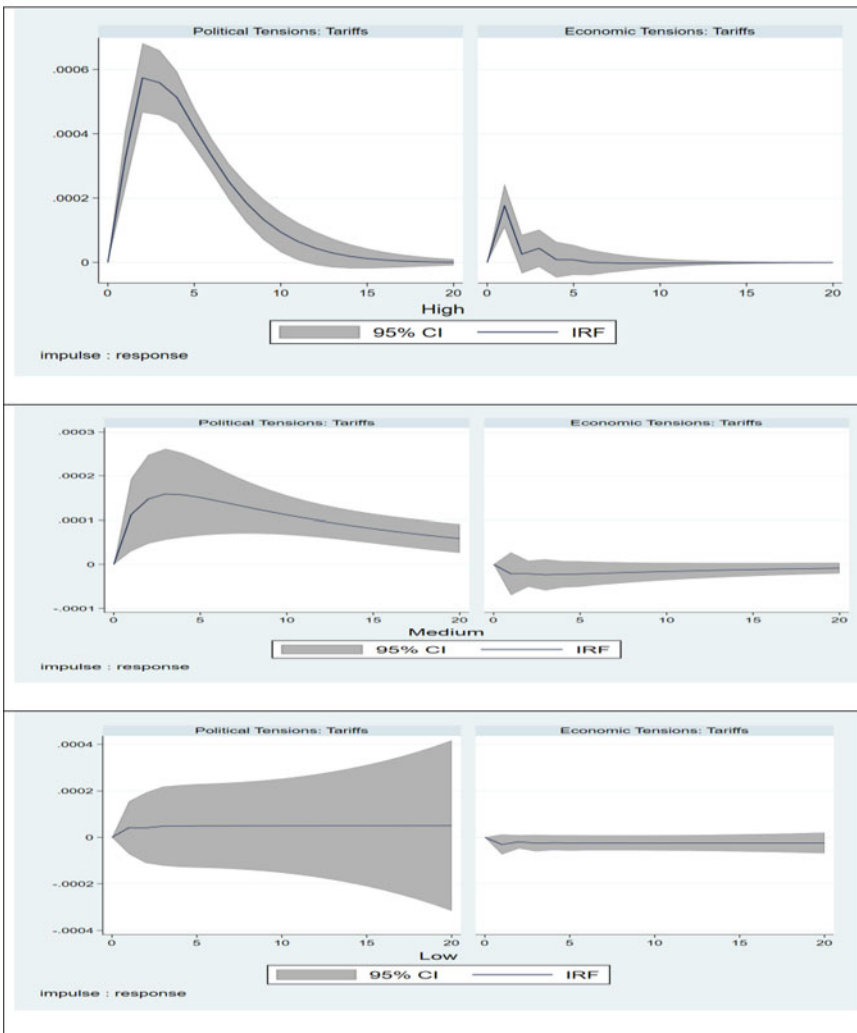 Political Tensions: Tariffs Economic Tensions: Tariffs
.0006
.0004
.0002
0
0 5 10 15 20 0 5 10 15 20
High
95% CI IRF
impulse : response
Political Tensions: Tariffs Economic Tensions: Tariffs
.0003
.0002
.0001
0
-.0001
0 5 10 15 20 0 5 10 15 20
Medium
95% CI IRF
impulse : response
Political Tensions: Tariffs Economic Tensions: Tariffs
.0004
.0002
0
-.0002
-.0004
0 5 10 15 20 0 5 10 15 20
Low
95% CI IRF
impulse : response